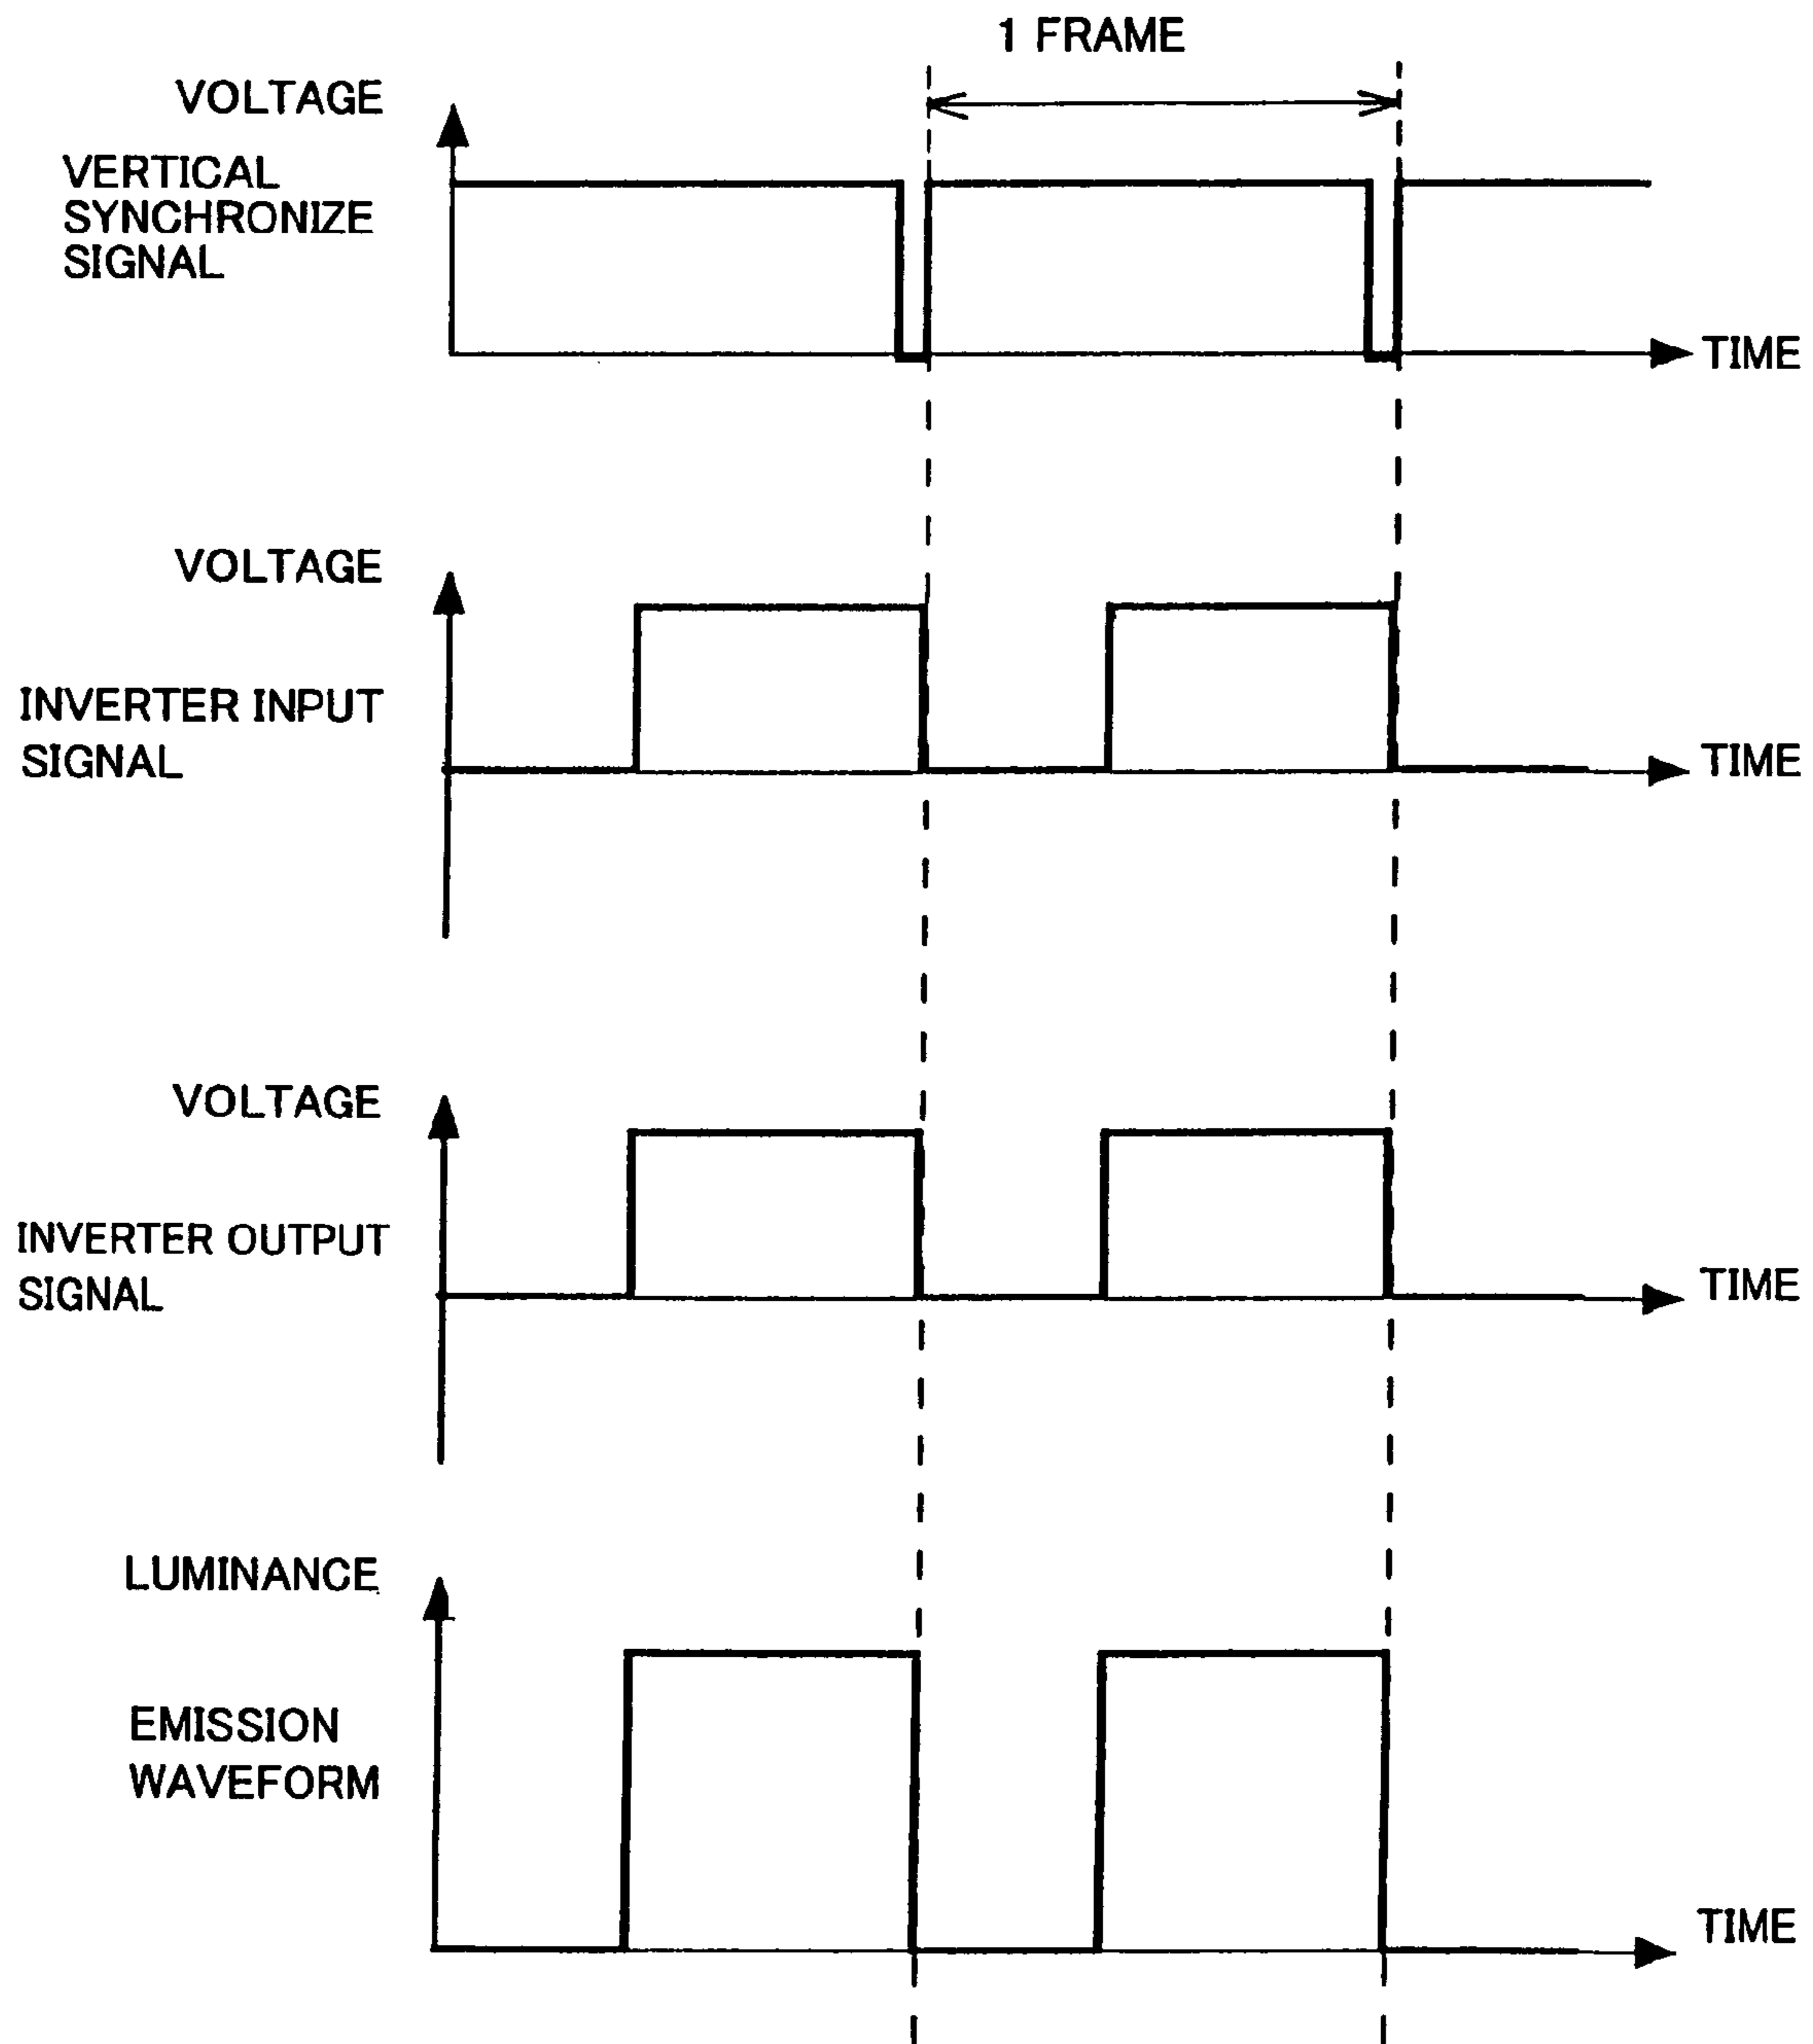 1 FRAME
VOLTAGE
VERTICAL
SYNCHRONIZE
SIGNAL
TIME
VOLTAGE
INVERTER INPUT
SIGNAL
TIME
VOLTAGE
INVERTER OUTPUT
SIGNAL
TIME
LUMINANCE
EMISSION
WAVEFORM
TIME